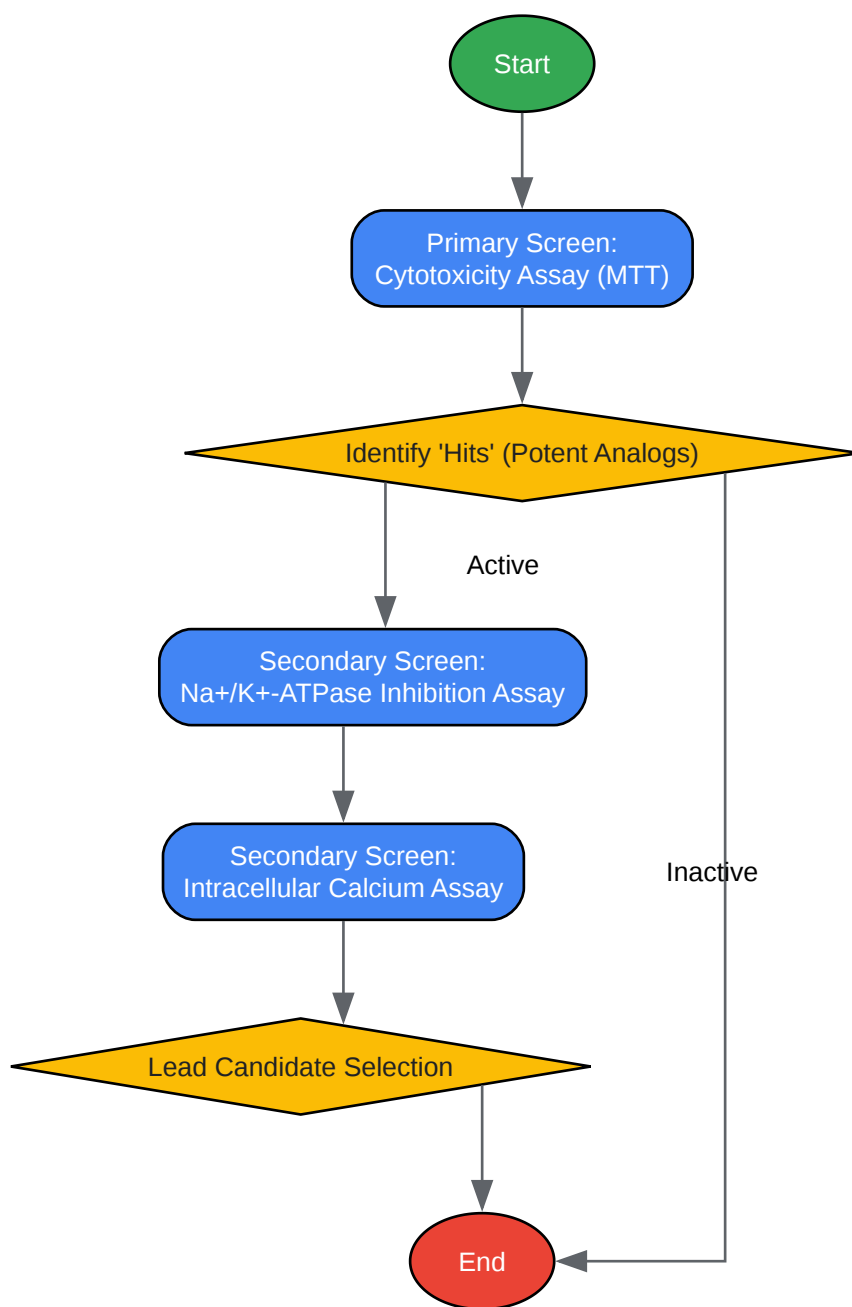 Start
Primary Screen:
Cytotoxicity Assay (MTT)
Identify 'Hits' (Potent Analogs)
Active
Secondary Screen:
Na+/K+-ATPase Inhibition Assay
Secondary Screen:
Intracellular Calcium Assay
Inactive
Lead Candidate Selection
End